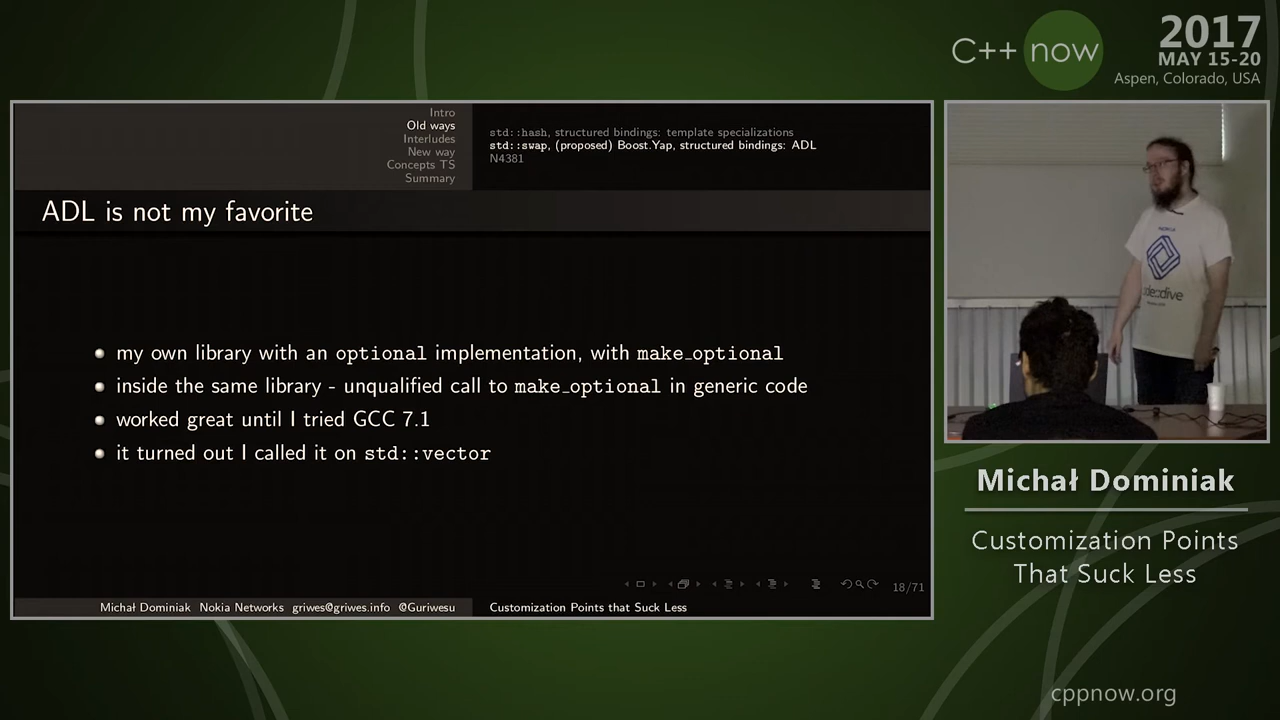 C++ now
2017
MAY 15-20
Aspen, Colorado, USA
Intro
Old ways
Interludes
New way
Concepts TS
Summary
std::hash, structured bindings: template specializations
std::swap, (proposed) Boost.Yap, structured bindings: ADL
N4381
ADL is not my favorite
my own library with an optional implementation, with make_optional
inside the same library - unqualified call to make_optional in generic code
worked great until I tried GCC 7.1
it turned out I called it on std::vector
18/71
Michał Dominiak Nokia Networks griwes@griwes.info @Guriwesu
Customization Points that Suck Less
Michał Dominiak
Customization Points
That Suck Less
cppnow.org